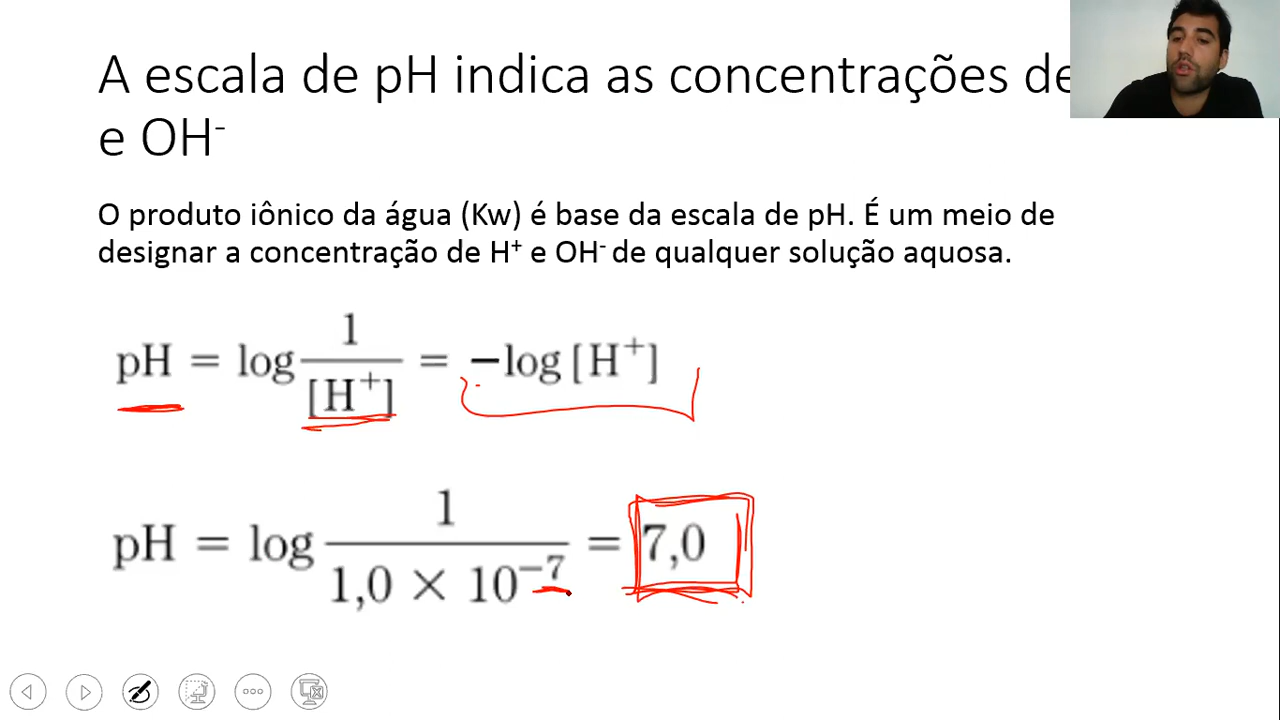 A escala de pH indica as concentrações de
e OH⁻
O produto iônico da água (Kw) é base da escala de pH. É um meio de
designar a concentração de H⁺ e OH⁻ de qualquer solução aquosa.
pH = log 1/[H⁺] = −log [H⁺]
pH = log 1/1,0 × 10⁻⁷ = 7,0